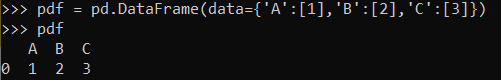 >>> pdf = pd.DataFrame(data={'A':[1],'B':[2],'C':[3]})
>>> pdf
   A  B  C
0  1  2  3